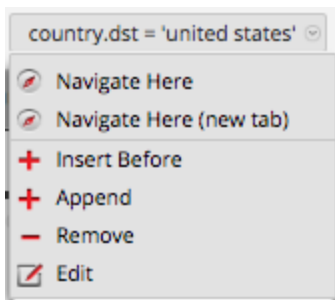 country.dst = 'united states'
Navigate Here
Navigate Here (new tab)
Insert Before
Append
Remove
Edit